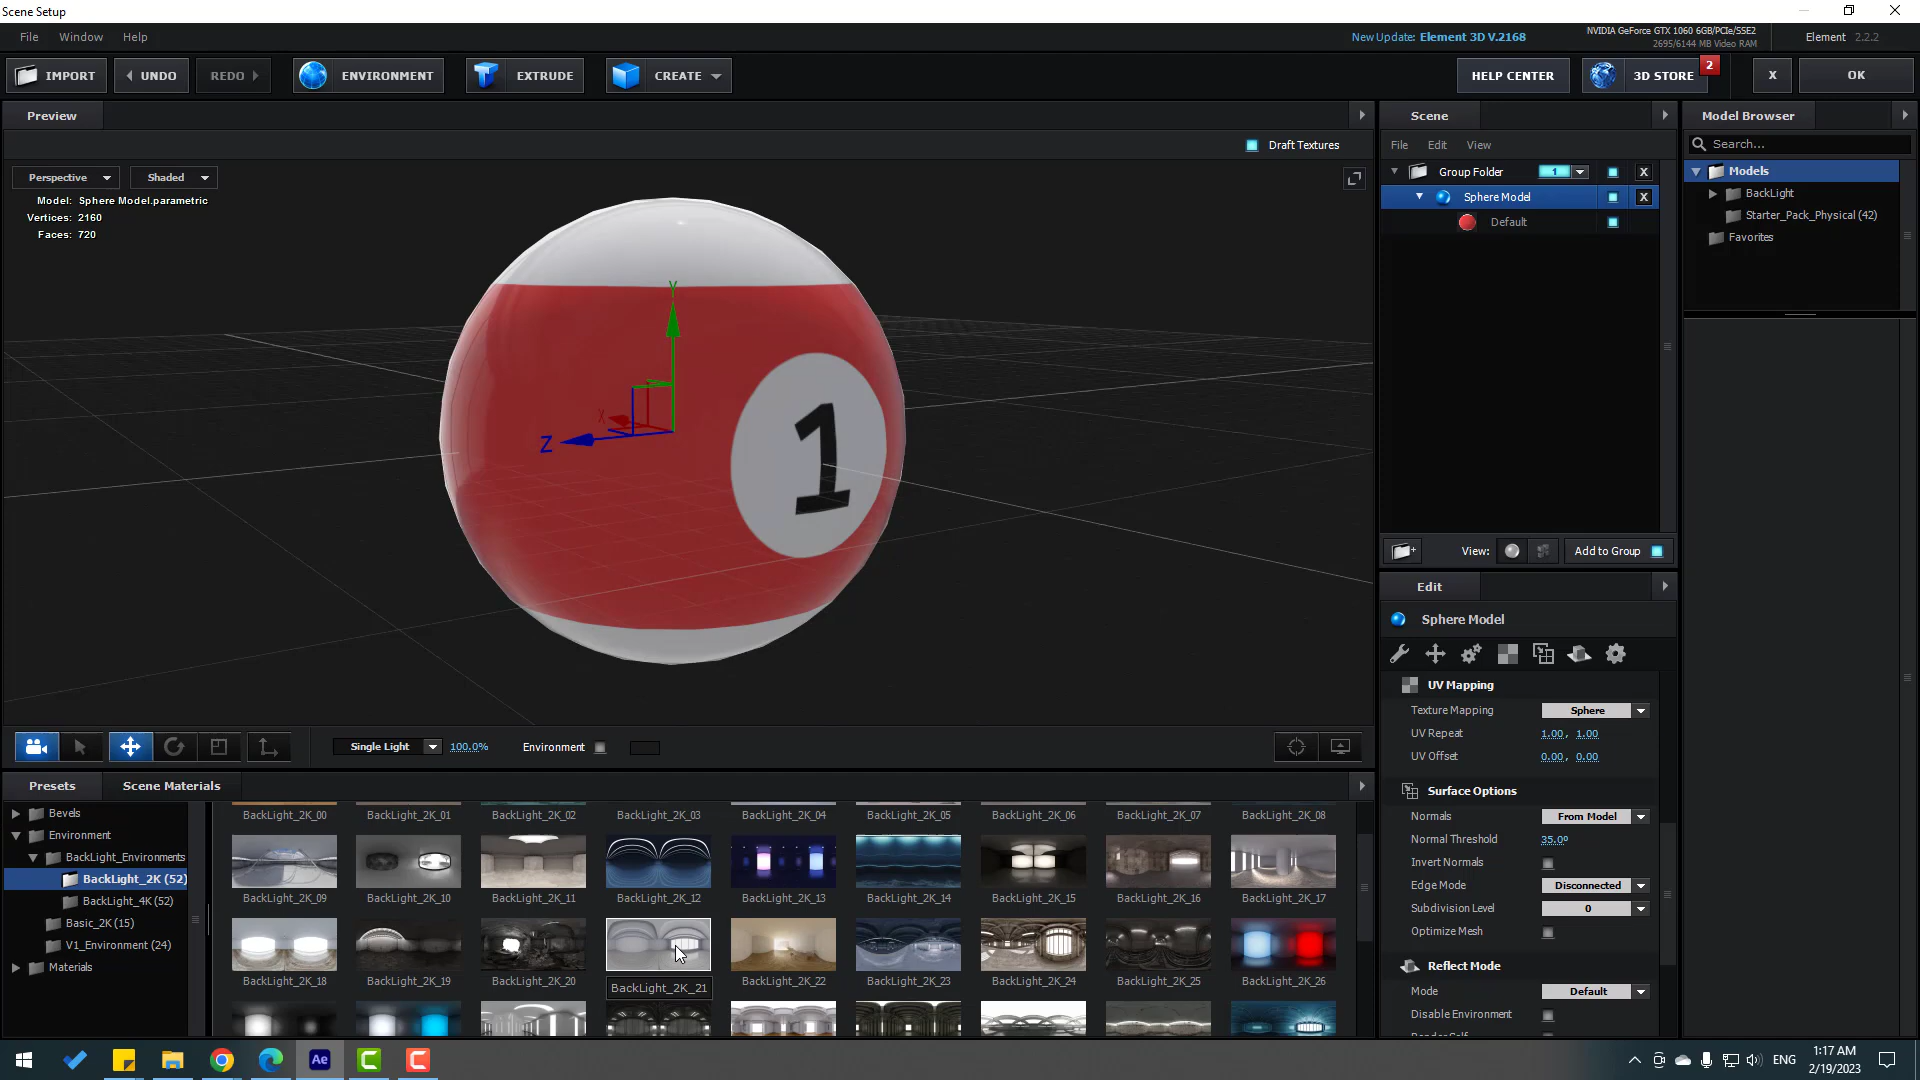 Scene Setup
File Window Help
New Update: Element 3D V.2168
NVIDIA GeForce GTX 1060 6GB/PCIe/SSE2
2695/6144 MB Video RAM
Element 2.2.2
IMPORT UNDO REDO ENVIRONMENT EXTRUDE CREATE HELP CENTER 3D STORE 2 X OK
Preview
Draft Textures
Perspective Shaded
Model: Sphere Model.parametric
Vertices: 2160
Faces: 720
Y
X
Z
1
Single Light 100.0% Environment
Scene
File Edit View
Group Folder 1 X
Sphere Model X
Default
View: Add to Group
Model Browser
Search...
Models
BackLight
Starter_Pack_Physical (42)
Favorites
Edit
Sphere Model
UV Mapping
Texture Mapping Sphere
UV Repeat 1.00, 1.00
UV Offset 0.00, 0.00
Surface Options
Normals From Model
Normal Threshold 35.0º
Invert Normals
Edge Mode Disconnected
Subdivision Level 0
Optimize Mesh
Reflect Mode
Mode Default
Disable Environment
Presets Scene Materials
Bevels
Environment
BackLight_Environments
BackLight_2K (52)
BackLight_4K (52)
Basic_2K (15)
V1_Environment (24)
Materials
BackLight_2K_00 BackLight_2K_01 BackLight_2K_02 BackLight_2K_03 BackLight_2K_04 BackLight_2K_05 BackLight_2K_06 BackLight_2K_07 BackLight_2K_08
BackLight_2K_09 BackLight_2K_10 BackLight_2K_11 BackLight_2K_12 BackLight_2K_13 BackLight_2K_14 BackLight_2K_15 BackLight_2K_16 BackLight_2K_17
BackLight_2K_18 BackLight_2K_19 BackLight_2K_20 BackLight_2K_21 BackLight_2K_22 BackLight_2K_23 BackLight_2K_24 BackLight_2K_25 BackLight_2K_26
Ae
ENG
1:17 AM
2/19/2023